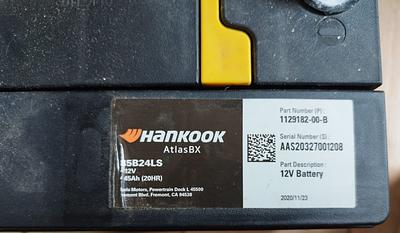 HANKOOK
AtlasBX
85B24LS
12V
45Ah (20HR)
Motors, Powertrain Dock L 45500
Fremont Blvd. Fremont, CA 94538
Part Number (P) :
1129182-00-B
Serial Number (S) :
AAS20327001208
Part Description :
12V Battery
2020/11/23